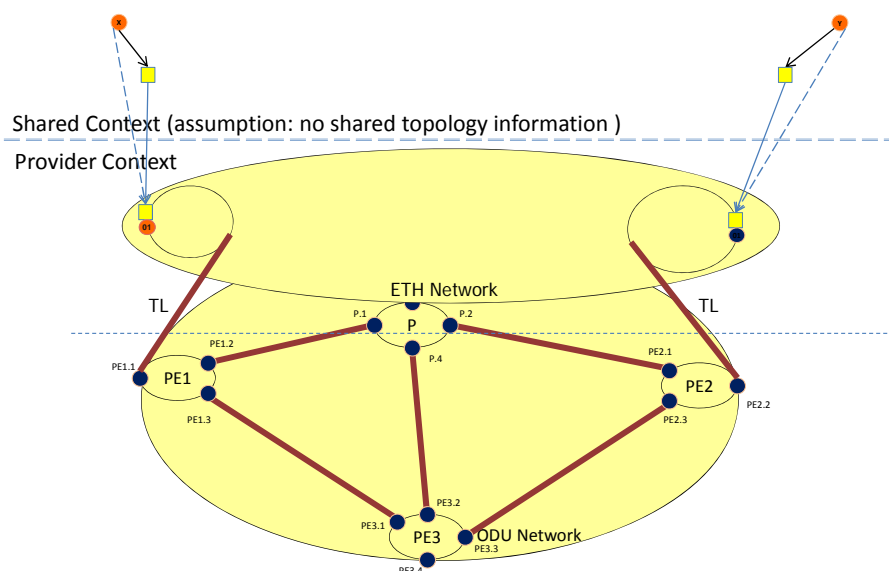 X
Y
Shared Context (assumption: no shared topology information )
Provider Context
01
ETH Network
TL
TL
P.1
P
P.2
P.4
PE1.2
PE2.1
PE1.1
PE1
PE2
PE2.2
PE1.3
PE2.3
PE3.2
PE3.1
PE3
ODU Network
PE3.3
PE3.4